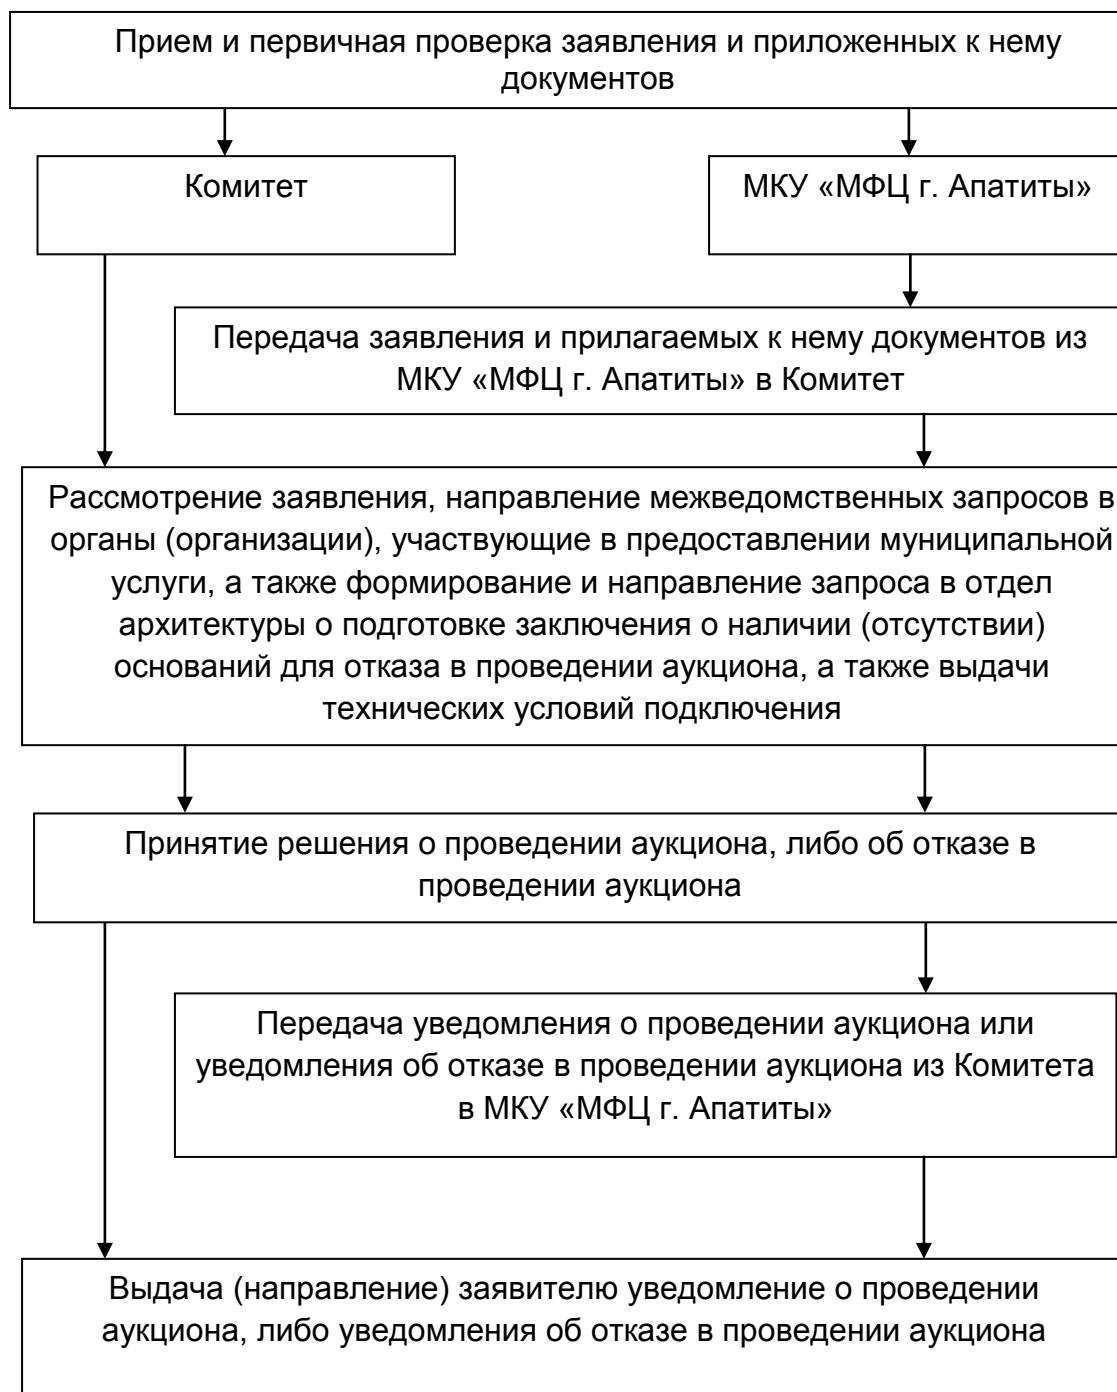 Прием и первичная проверка заявления и приложенных к нему
документов
Комитет
МКУ «МФЦ г. Апатиты»
Передача заявления и прилагаемых к нему документов из
МКУ «МФЦ г. Апатиты» в Комитет
Рассмотрение заявления, направление межведомственных запросов в
органы (организации), участвующие в предоставлении муниципальной
услуги, а также формирование и направление запроса в отдел
архитектуры о подготовке заключения о наличии (отсутствии)
оснований для отказа в проведении аукциона, а также выдачи
технических условий подключения
Принятие решения о проведении аукциона, либо об отказе в
проведении аукциона
Передача уведомления о проведении аукциона или
уведомления об отказе в проведении аукциона из Комитета
в МКУ «МФЦ г. Апатиты»
Выдача (направление) заявителю уведомление о проведении
аукциона, либо уведомления об отказе в проведении аукциона